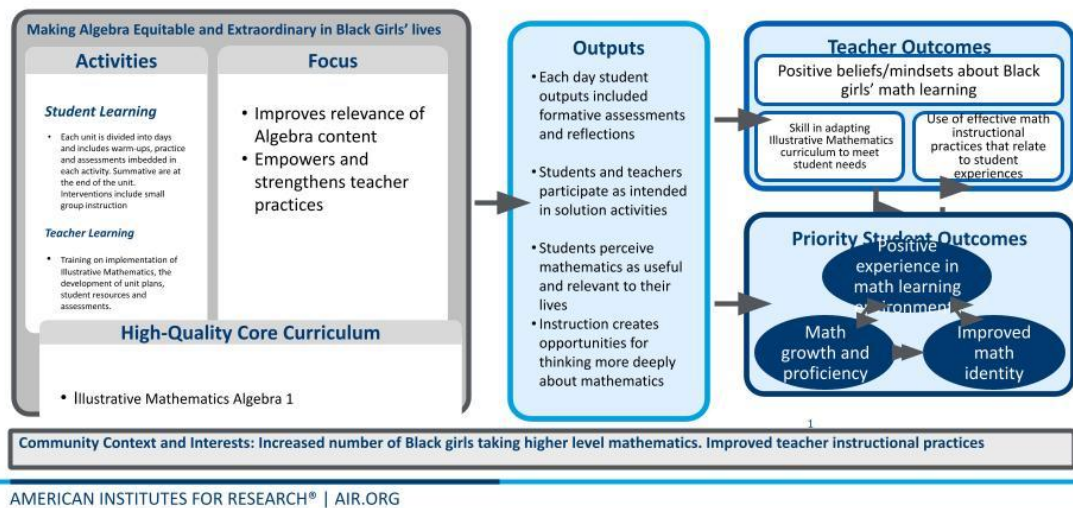 Making Algebra Equitable and Extraordinary in Black Girls' lives
Activities
Student Learning
• Each unit is divided into days
and includes warm-ups, practice
and assessments imbedded in
each activity. Summative are at
the end of the unit.
Interventions include small
group instruction
Teacher Learning
• Training on implementation of
Illustrative Mathematics, the
development of unit plans,
student resources and
assessments.
Focus
• Improves relevance of
Algebra content
• Empowers and
strengthens teacher
practices
High-Quality Core Curriculum
• Illustrative Mathematics Algebra 1
Outputs
• Each day student
outputs included
formative assessments
and reflections
• Students and teachers
participate as intended
in solution activities
• Students perceive
mathematics as useful
and relevant to their
lives
• Instruction creates
opportunities for
thinking more deeply
about mathematics
Teacher Outcomes
Positive beliefs/mindsets about Black
girls' math learning
Skill in adapting
Illustrative Mathematics
curriculum to meet
student needs
Use of effective math
instructional
practices that relate
to student
experiences
Priority Student Outcomes
Positive
experience in
math learning
environment
Math
growth and
proficiency
Improved
math
identity
1
Community Context and Interests: Increased number of Black girls taking higher level mathematics. Improved teacher instructional practices
AMERICAN INSTITUTES FOR RESEARCH® | AIR.ORG